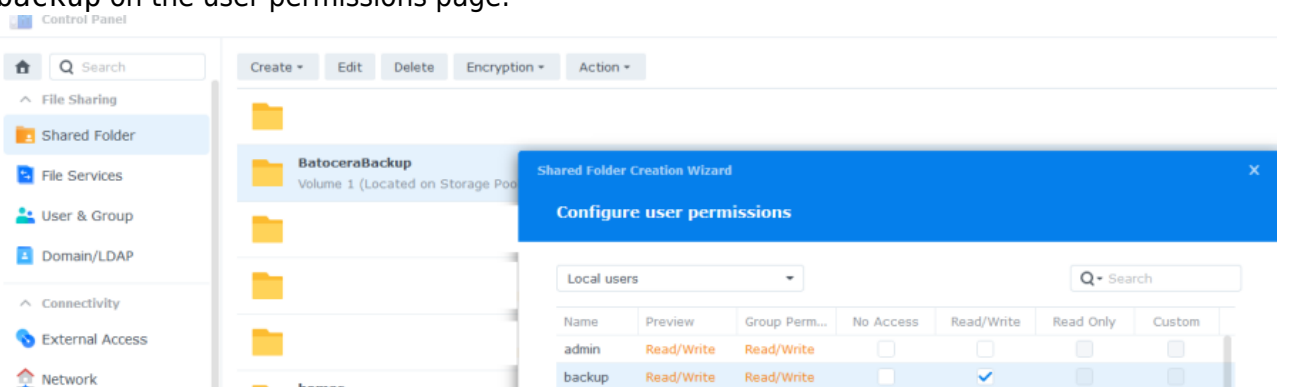 backup on the user permissions page.
Control Panel
Search
Create Edit Delete Encryption Action
File Sharing
Shared Folder
BatoceraBackup
Volume 1 (Located on Storage Poo
Shared Folder Creation Wizard
File Services
Configure user permissions
User & Group
Domain/LDAP
Local users
Search
Connectivity
Name Preview Group Perm... No Access Read/Write Read Only Custom
External Access
admin Read/Write Read/Write
Network
backup Read/Write Read/Write